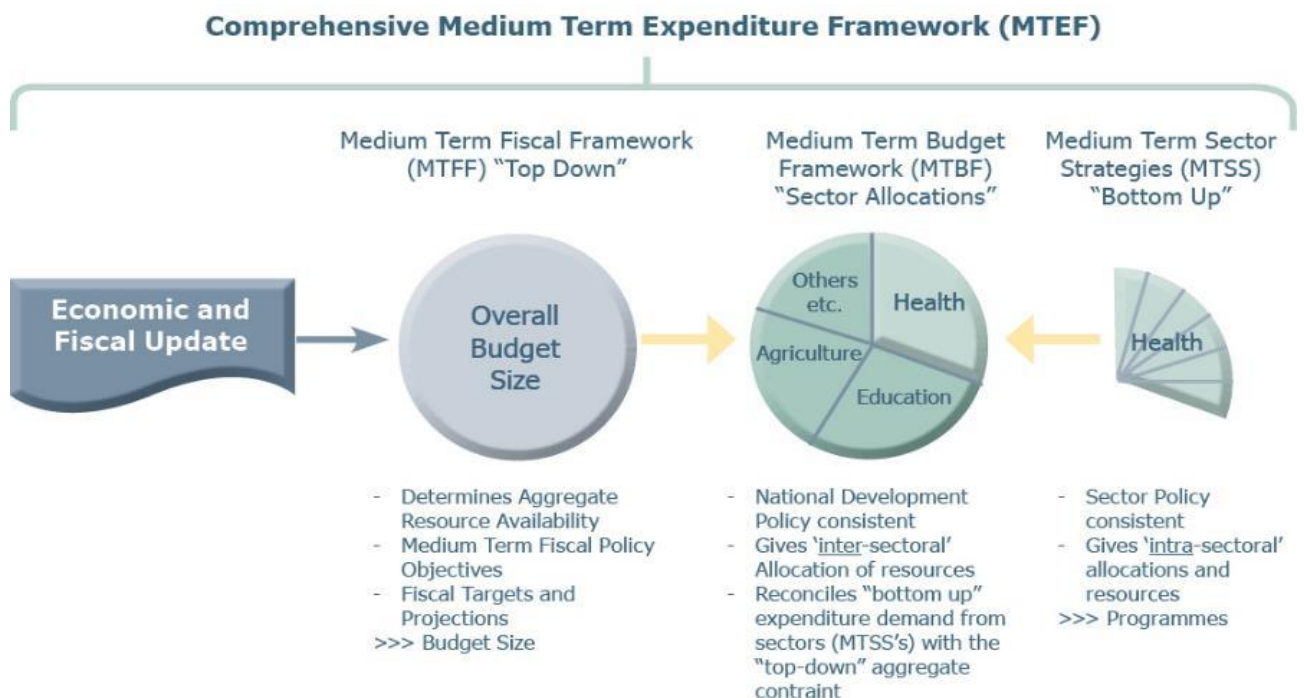 Comprehensive Medium Term Expenditure Framework (MTEF)
Medium Term Fiscal Framework
(MTFF) “Top Down”
Medium Term Budget
Framework (MTBF)
“Sector Allocations”
Medium Term Sector
Strategies (MTSS)
“Bottom Up”
Economic and
Fiscal Update
Overall
Budget
Size
Others
etc.
Health
Agriculture
Education
Health
- Determines Aggregate
Resource Availability
- Medium Term Fiscal Policy
Objectives
- Fiscal Targets and
Projections
>>> Budget Size
- National Development
Policy consistent
- Gives ‘inter-sectoral’
Allocation of resources
- Reconciles “bottom up”
expenditure demand from
sectors (MTSS’s) with the
“top-down” aggregate
contraint
- Sector Policy
consistent
- Gives ‘intra-sectoral’
allocations and
resources
>>> Programmes